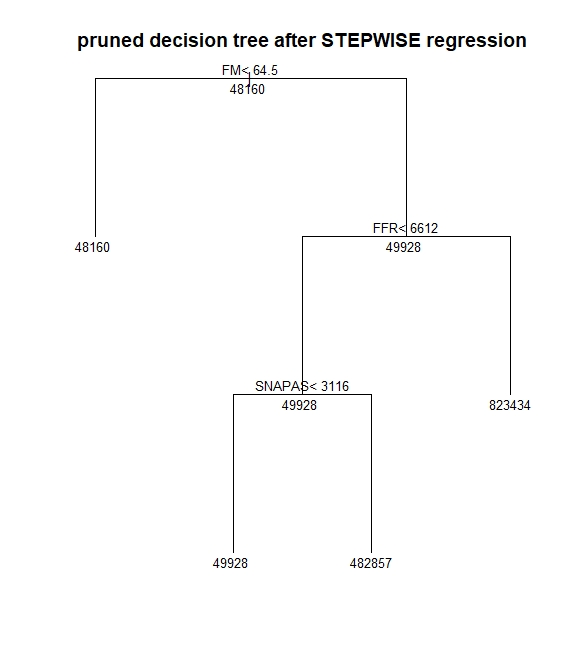 pruned decision tree after STEPWISE regression
FM< 64.5
48160
48160
FFR< 6612
49928
SNAPAS< 3116
49928
823434
49928
482857